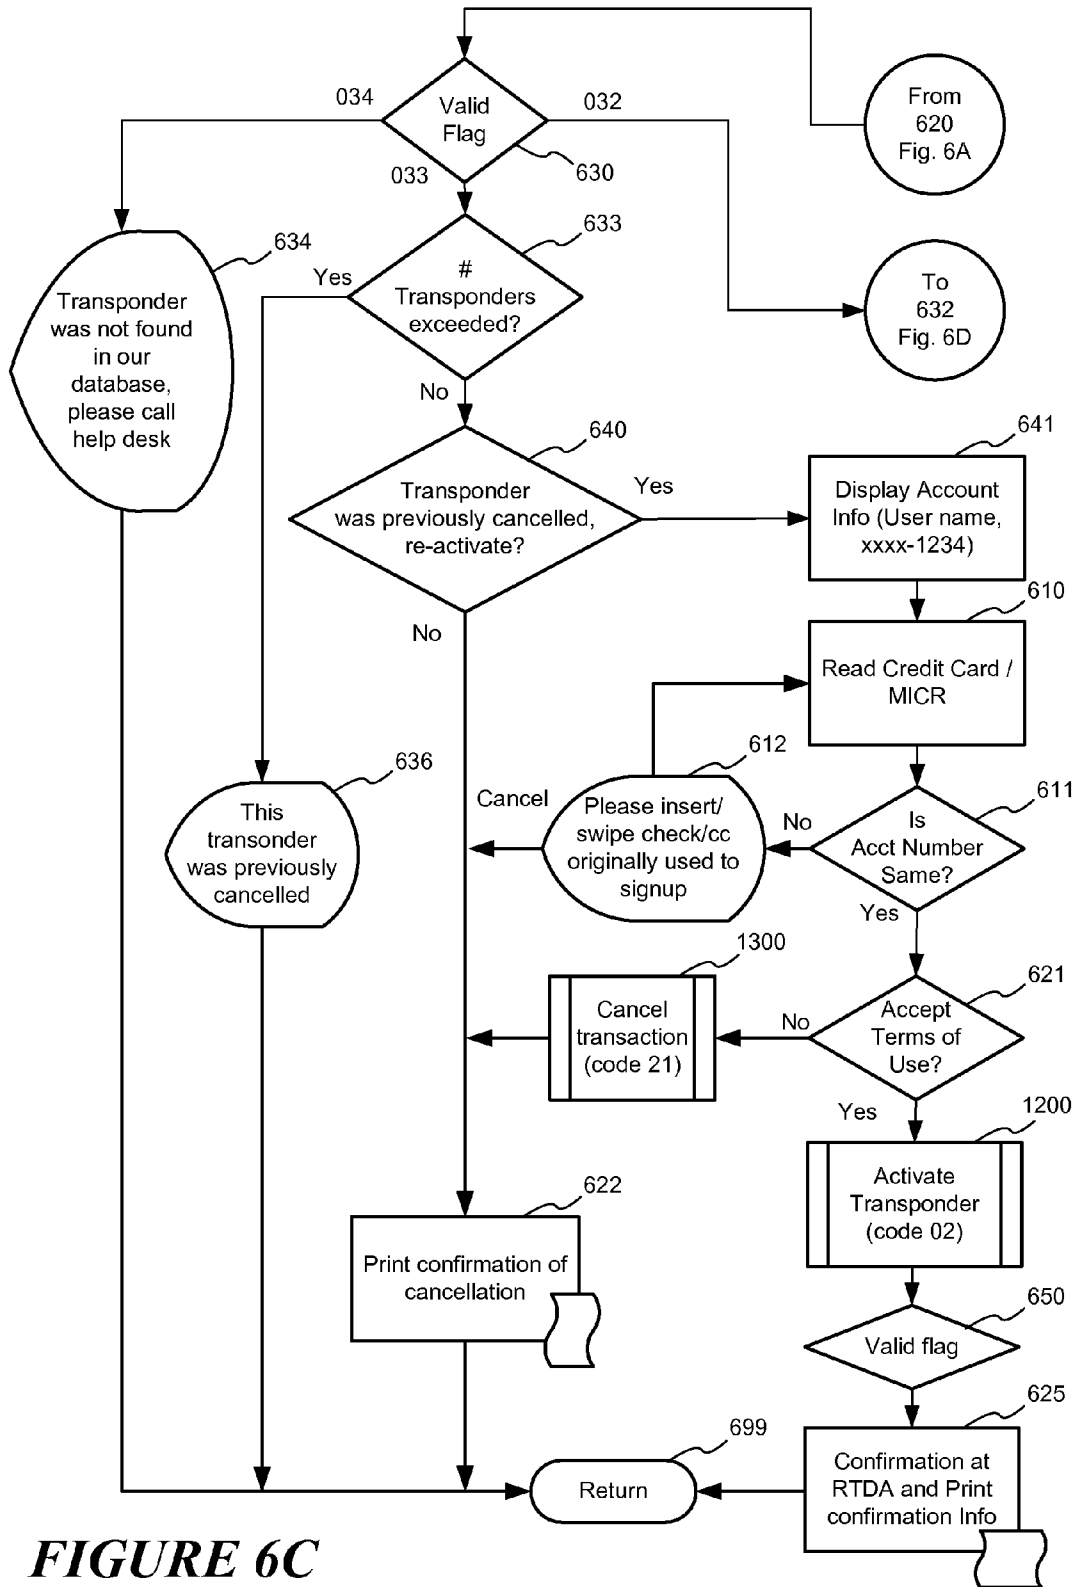 034
Valid
Flag
032
From
620
Fig. 6A
033
630
633
634
#
Transponders
exceeded?
Yes
To
632
Fig. 6D
Transponder
was not found
in our
database,
please call
help desk
No
640
641
Transponder
was previously cancelled,
re-activate?
Yes
Display Account
Info (User name,
xxxx-1234)
610
No
Read Credit Card /
MICR
612
636
611
Cancel
Please insert/
swipe check/cc
originally used to
signup
No
Is
Acct Number
Same?
This
transonder
was previously
cancelled
Yes
1300
621
Cancel
transaction
(code 21)
No
Accept
Terms of
Use?
Yes
1200
622
Activate
Transponder
(code 02)
Print confirmation of
cancellation
650
Valid flag
625
699
Return
Confirmation at
RTDA and Print
confirmation Info
FIGURE 6C